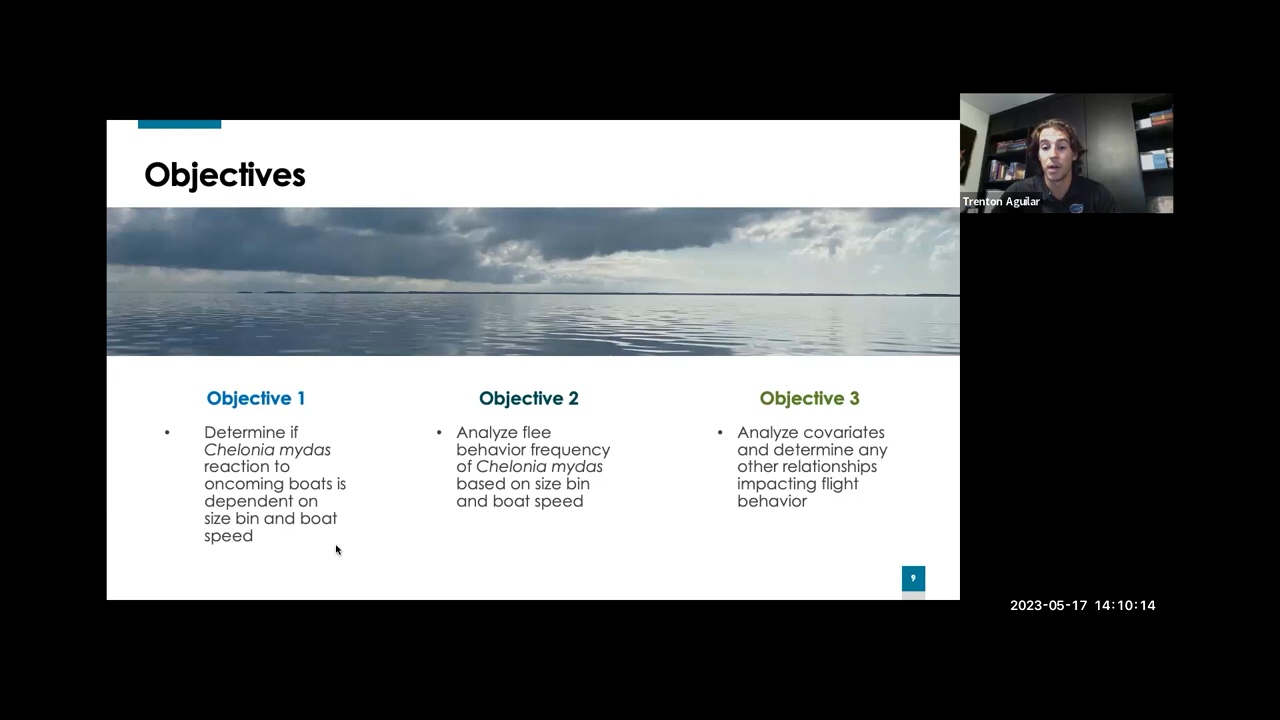 Objectives
Objective 1
Determine if
Chelonia mydas
reaction to
oncoming boats is
dependent on
size bin and boat
speed
Objective 2
Analyze flee
behavior frequency
of Chelonia mydas
based on size bin
and boat speed
Objective 3
Analyze covariates
and determine any
other relationships
impacting flight
behavior
9
Trenton Aguilar
2023-05-17 14:10:14